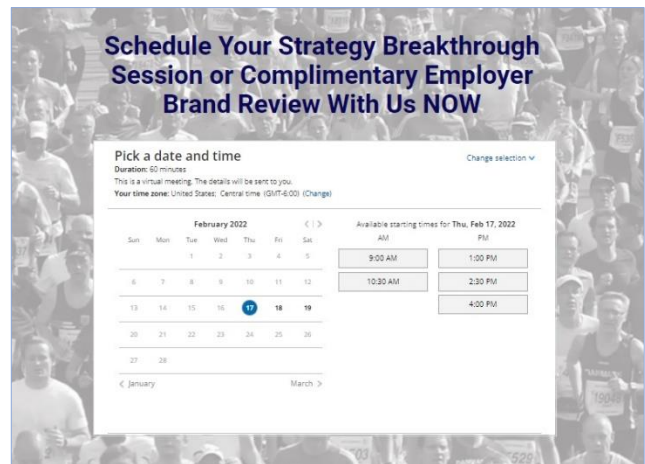 Schedule Your Strategy Breakthrough
Session or Complimentary Employer
Brand Review With Us NOW
Pick a date and time
Change selection
Duration: 60 minutes
This is a virtual meeting. The details will be sent to you.
Your time zone: United States; Central time (GMT-6:00) (Change)
February 2022
Available starting times for Thu, Feb 17, 2022
Sun Mon Tue Wed Thu Fri Sat
AM PM
1 2 3 4 5
9:00 AM 1:00 PM
6 7 8 9 10 11 12
10:30 AM 2:30 PM
13 14 15 16 17 18 19
4:00 PM
20 21 22 23 24 25 26
27 28
January March
19048
503
529